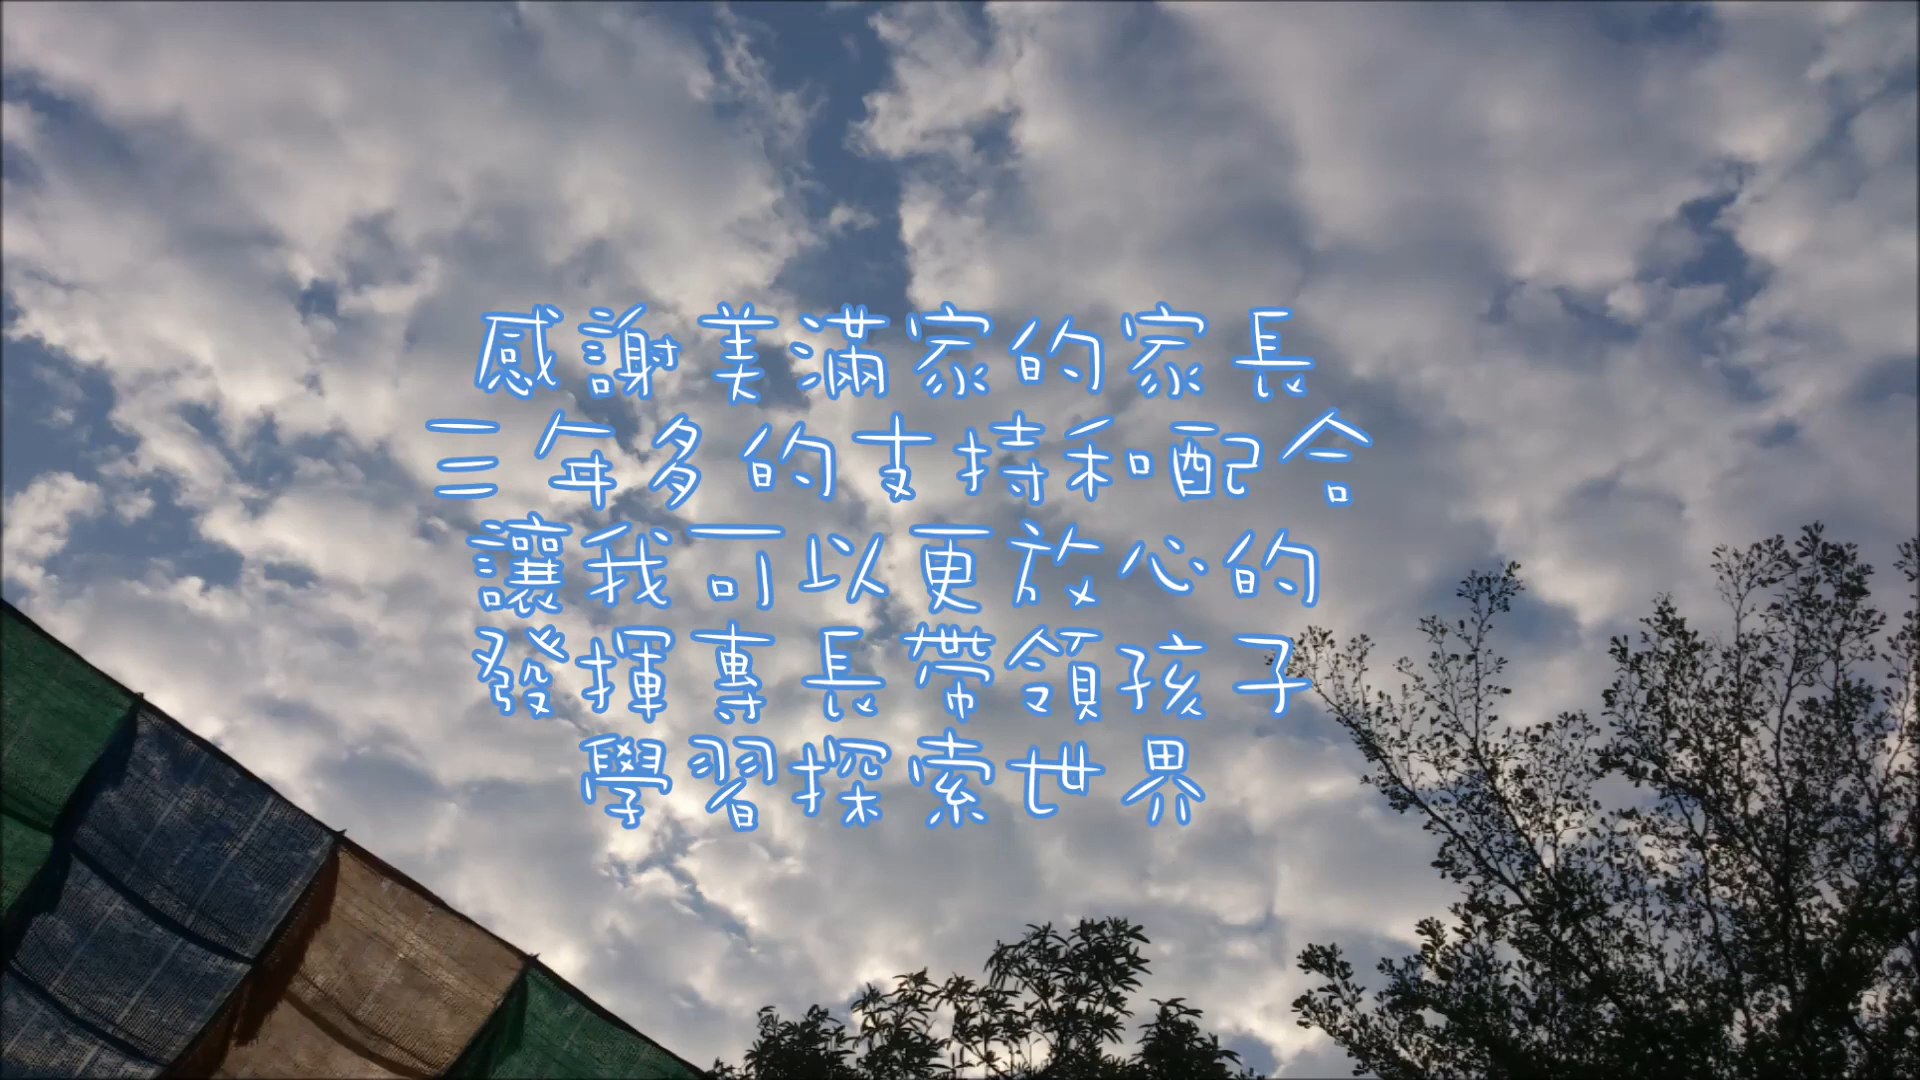 感謝美滿家的家長
三年多的支持和配合
讓我可以更放心的
發揮專長帶領孩子
學習探索世界